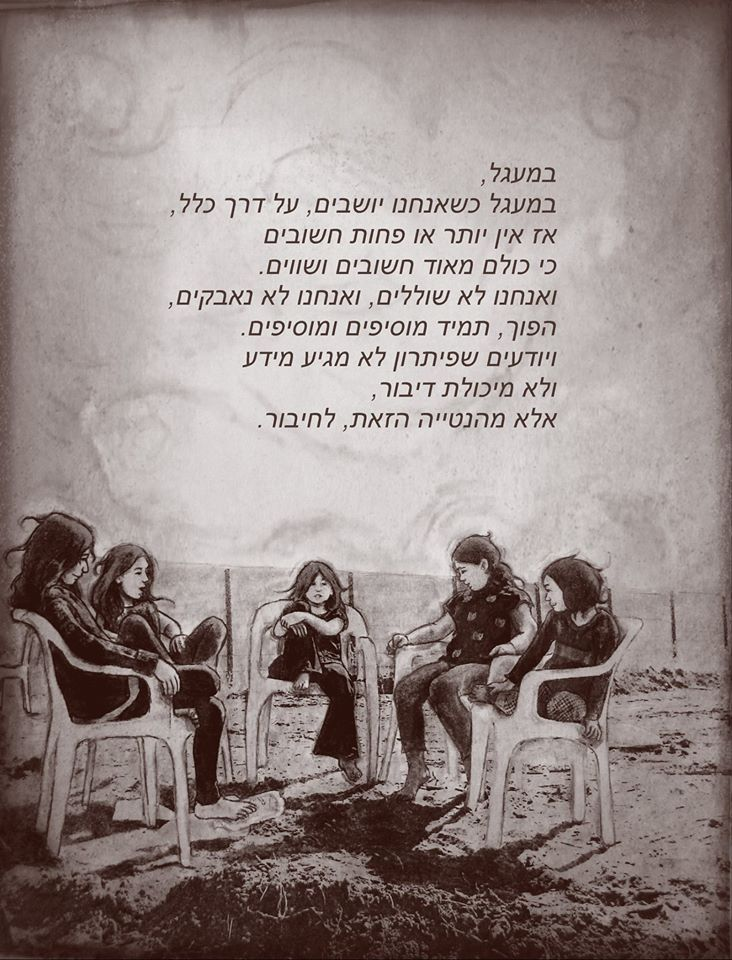 במעגל,
במעגל כשאנחנו יושבים, על דרך כלל,
אז אין יותר או פחות חשובים
כי כולם מאוד חשובים ושווים.
ואנחנו לא שוללים, ואנחנו לא נאבקים,
הפוך, תמיד מוסיפים ומוסיפים.
ויודעים שפיתרון לא מגיע מידע
ולא מיכולת דיבור,
אלא מהנטייה הזאת, לחיבור.